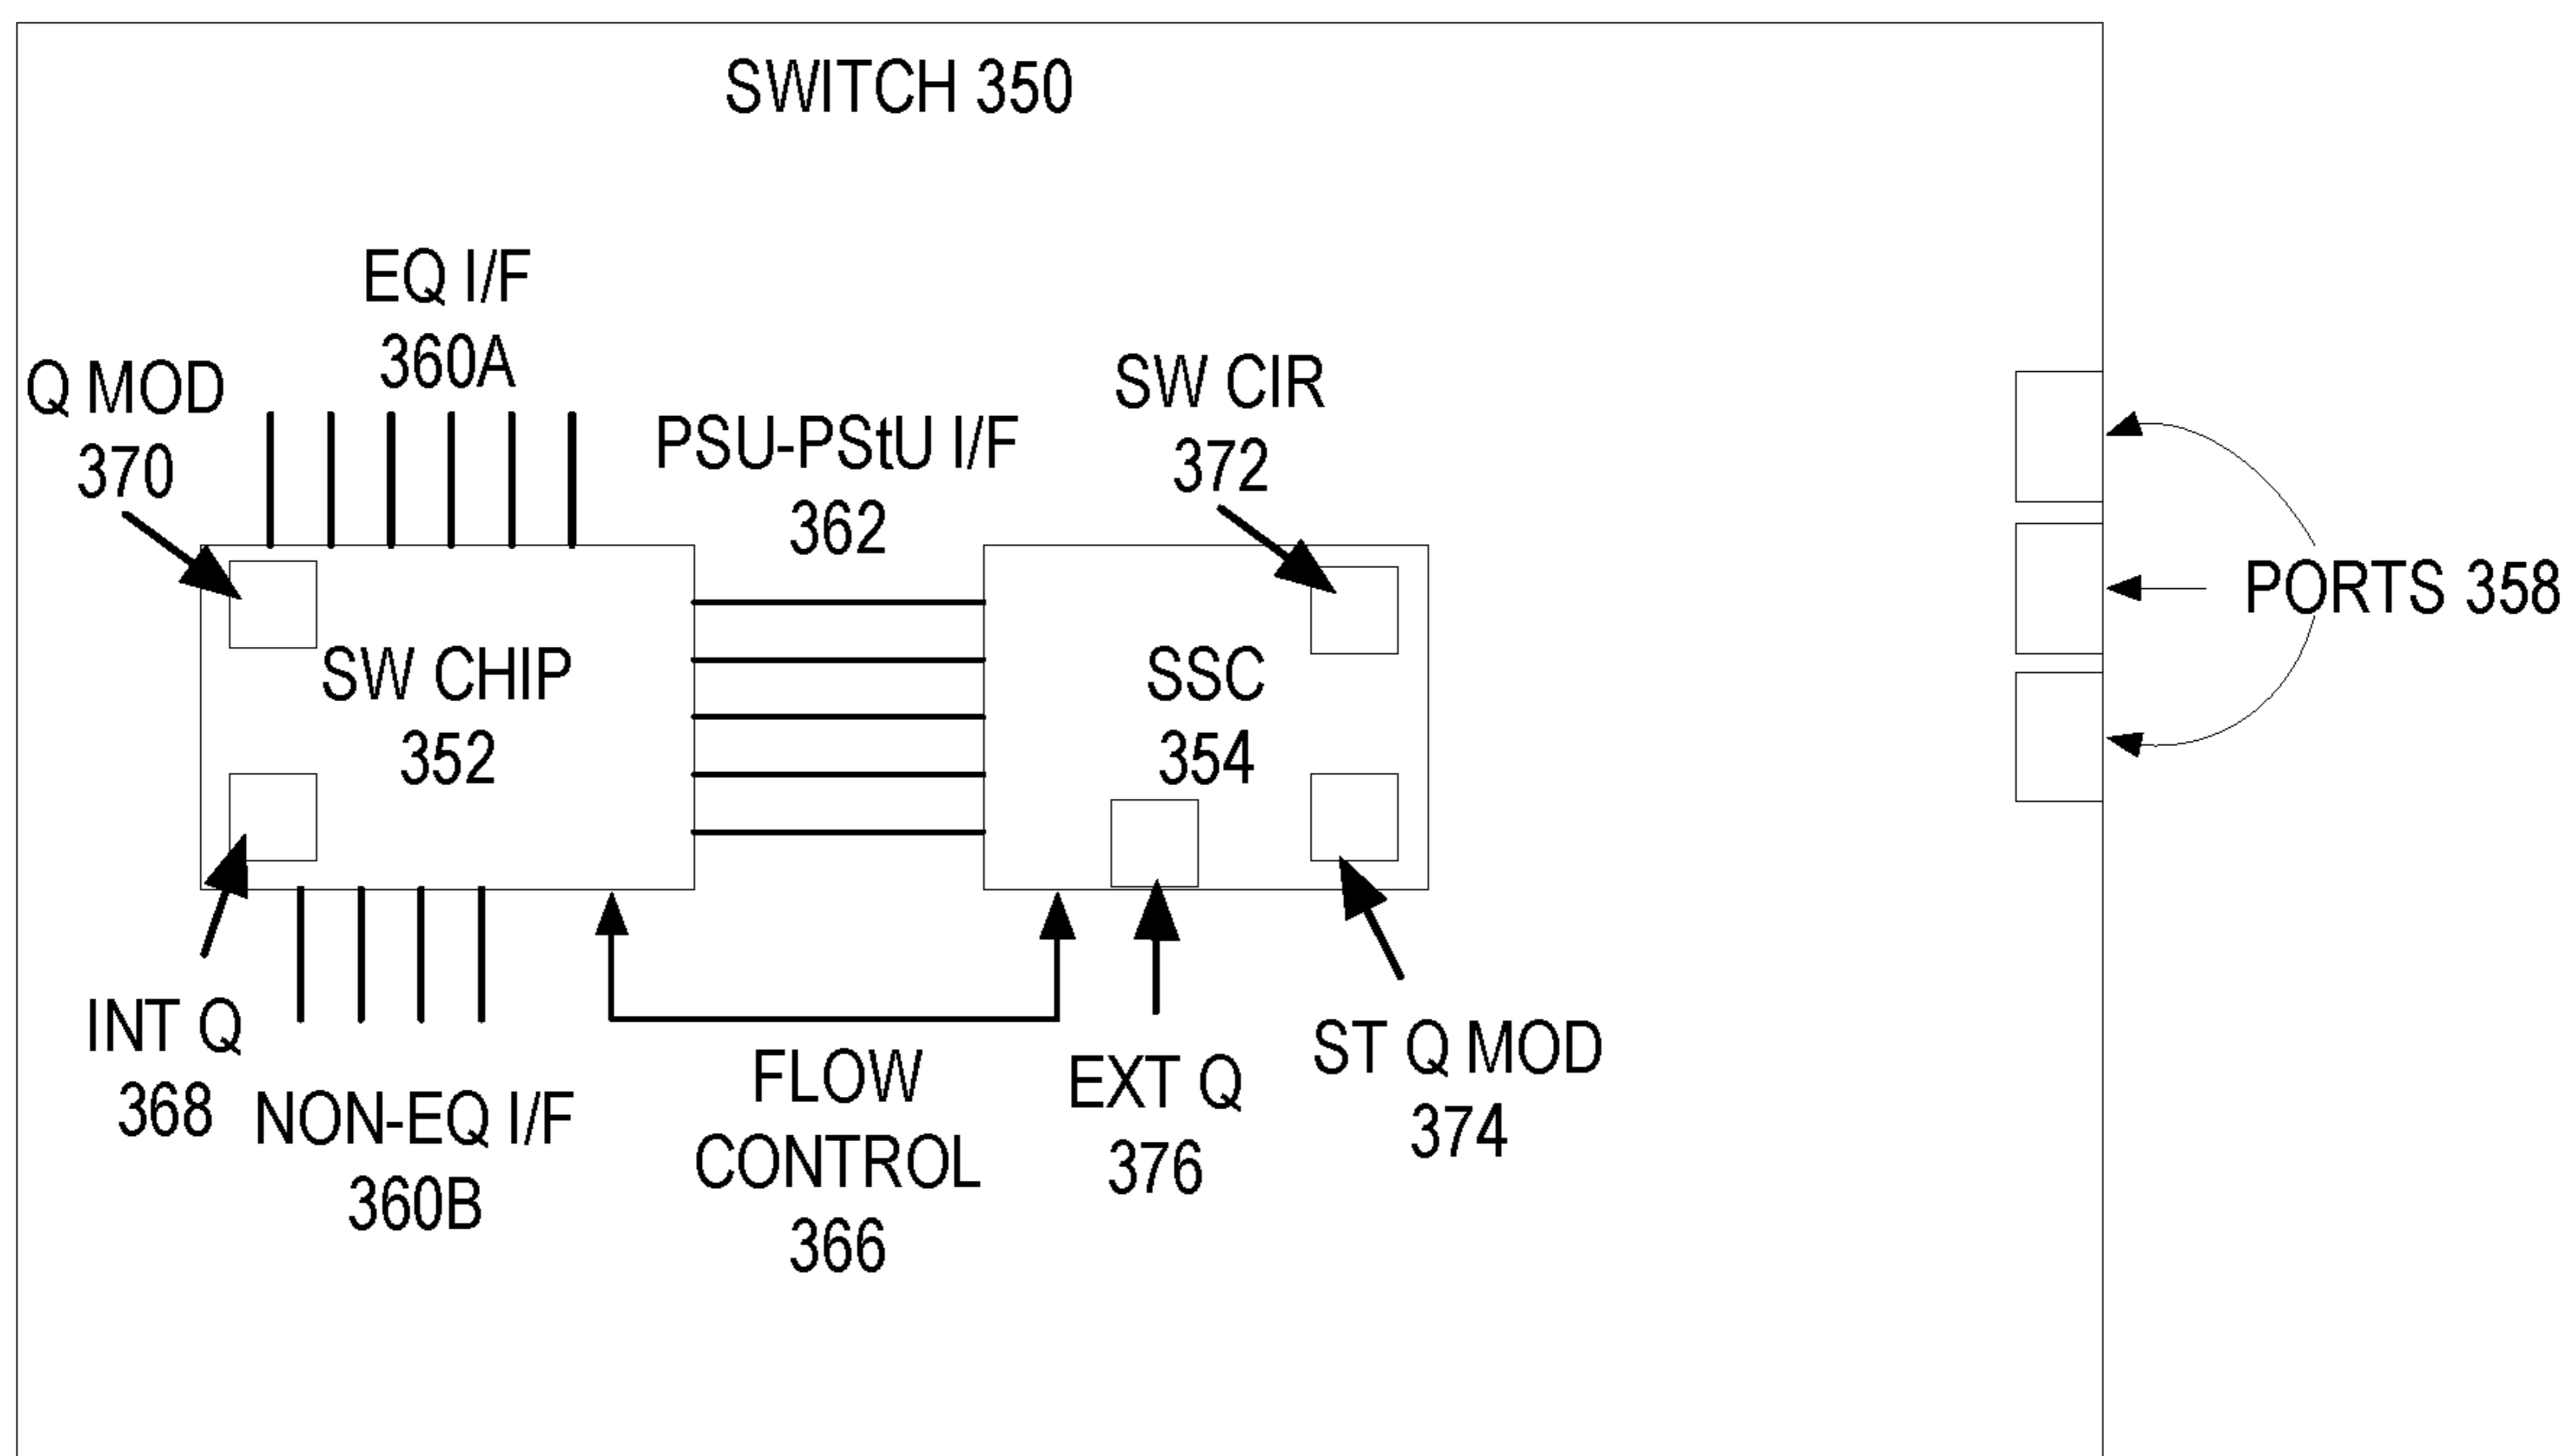 SWITCH 350
EQ I/F
360A
Q MOD
370
PSU-PStU I/F
362
SW CIR
372
SW CHIP
352
SSC
354
PORTS 358
INT Q
368
NON-EQ I/F
360B
FLOW
CONTROL
366
EXT Q
376
ST Q MOD
374